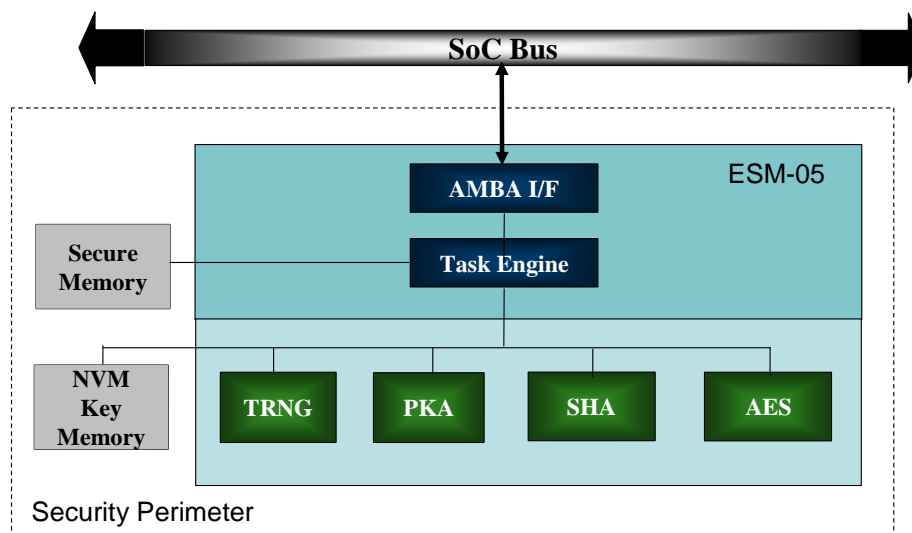 SoC Bus
AMBA I/F
ESM-05
Secure
Memory
Task Engine
NVM
Key
Memory
TRNG
PKA
SHA
AES
Security Perimeter